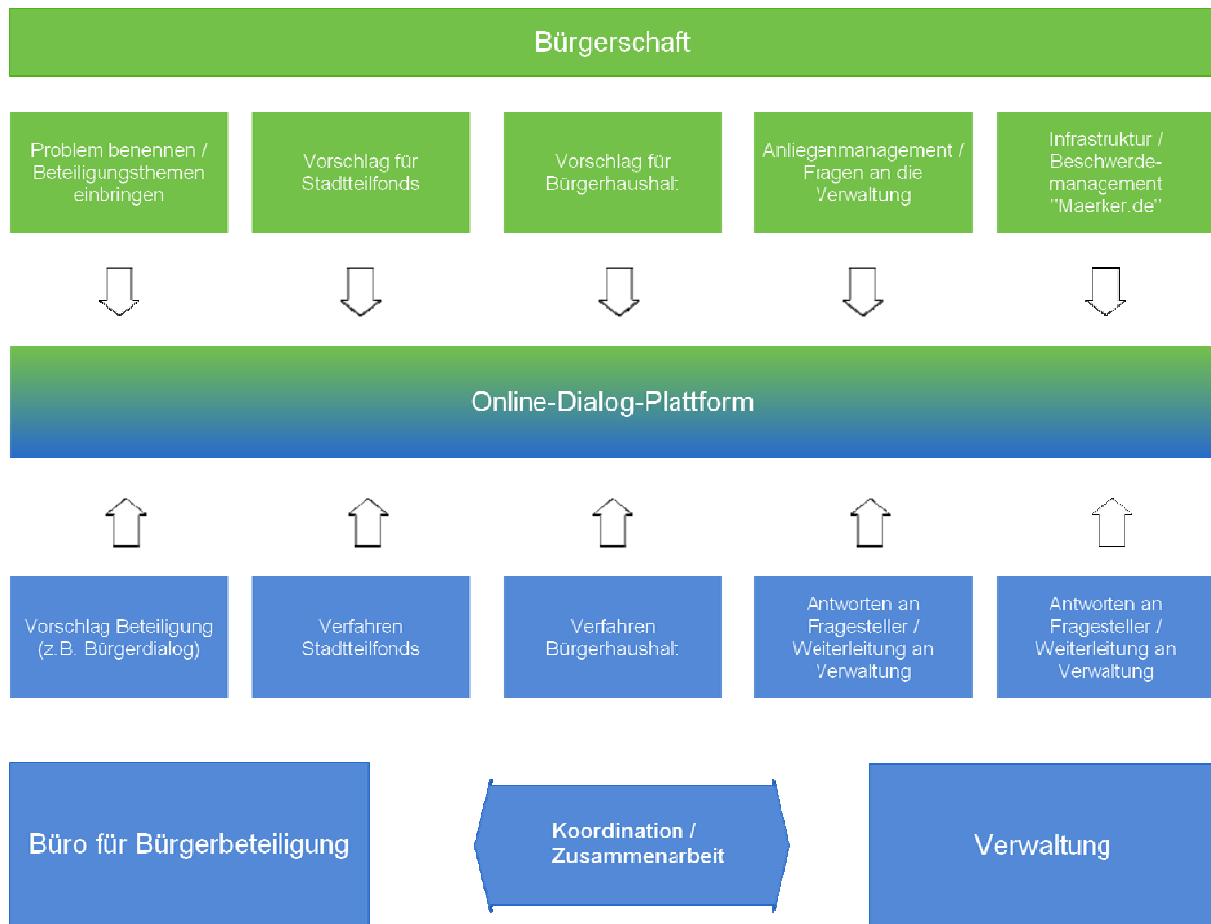 Bürgerschaft
Problem benennen /
Beteiligungsthemen
einbringen
Vorschlag für
Stadtteilfonds
Vorschlag für
Bürgerhaushalt
Anliegenmanagement /
Fragen an die
Verwaltung
Infrastruktur /
Beschwerde-
management
"Maerker.de"
Online-Dialog-Plattform
Vorschlag Beteiligung
(z.B. Bürgerdialog)
Verfahren
Stadtteilfonds
Verfahren
Bürgerhaushalt
Antworten an
Fragesteller /
Weiterleitung an
Verwaltung
Antworten an
Fragesteller /
Weiterleitung an
Verwaltung
Büro für Bürgerbeteiligung
Koordination /
Zusammenarbeit
Verwaltung